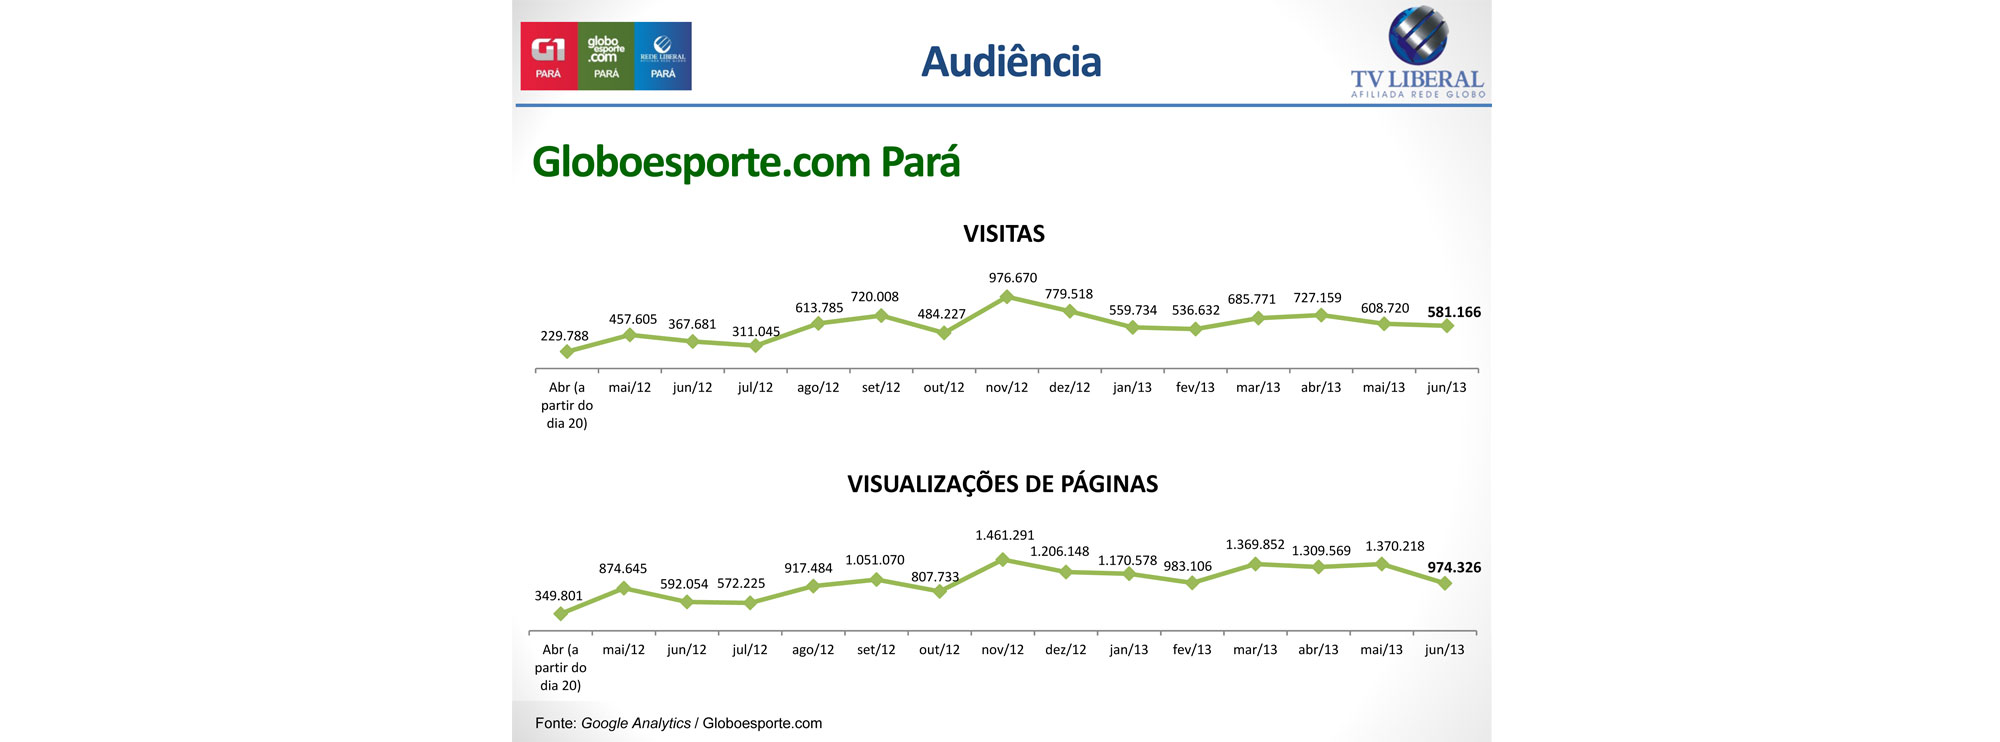 G1
PARÁ
globo
esporte
.com
PARÁ
REDE LIBERAL
AFILIADA REDE GLOBO
PARÁ
Audiência
TV LIBERAL
AFILIADA REDE GLOBO
Globoesporte.com Pará
VISITAS
229.788 457.605 367.681 311.045 613.785 720.008 484.227 976.670 779.518 559.734 536.632 685.771 727.159 608.720 581.166
Abr (a mai/12 jun/12 jul/12 ago/12 set/12 out/12 nov/12 dez/12 jan/13 fev/13 mar/13 abr/13 mai/13 jun/13
partir do
dia 20)
VISUALIZAÇÕES DE PÁGINAS
349.801 874.645 592.054 572.225 917.484 1.051.070 807.733 1.461.291 1.206.148 1.170.578 983.106 1.369.852 1.309.569 1.370.218 974.326
Abr (a mai/12 jun/12 jul/12 ago/12 set/12 out/12 nov/12 dez/12 jan/13 fev/13 mar/13 abr/13 mai/13 jun/13
partir do
dia 20)
Fonte: Google Analytics / Globoesporte.com